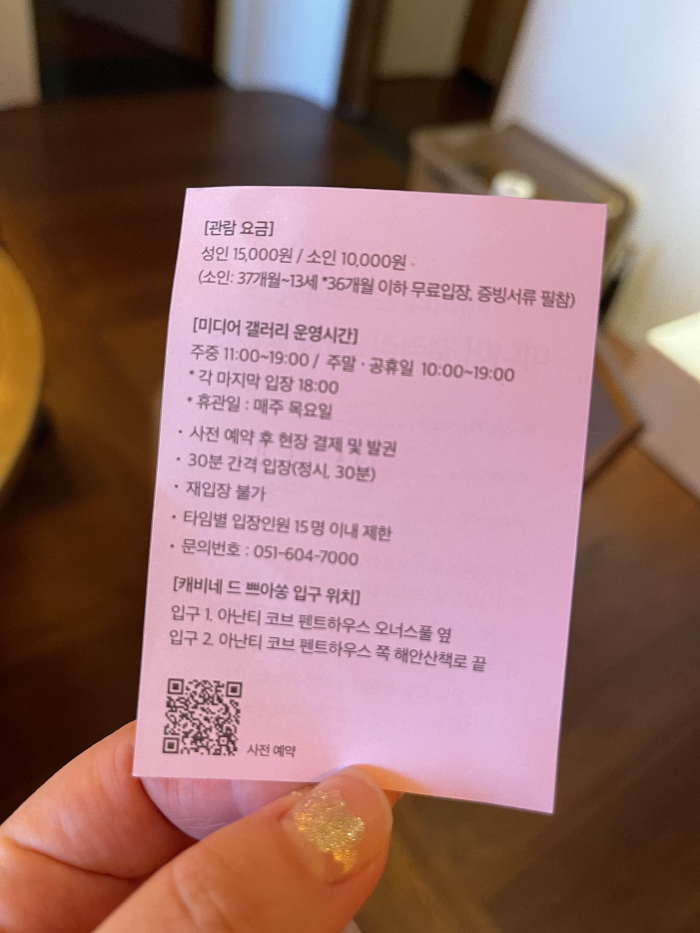 [관람 요금]
성인 15,000원 / 소인 10,000원
(소인: 37개월~13세 *36개월 이하 무료입장, 증빙서류 필참)
[미디어 갤러리 운영시간]
주중 11:00~19:00 / 주말 · 공휴일 10:00~19:00
* 각 마지막 입장 18:00
* 휴관일 : 매주 목요일
· 사전 예약 후 현장 결제 및 발권
· 30분 간격 입장(정시, 30분)
· 재입장 불가
· 타임별 입장인원 15명 이내 제한
· 문의번호 : 051-604-7000
[캐비네 드 쁘아쏭 입구 위치]
입구 1. 아난티 코브 펜트하우스 오너스풀 옆
입구 2. 아난티 코브 펜트하우스 쪽 해안산책로 끝
사전 예약